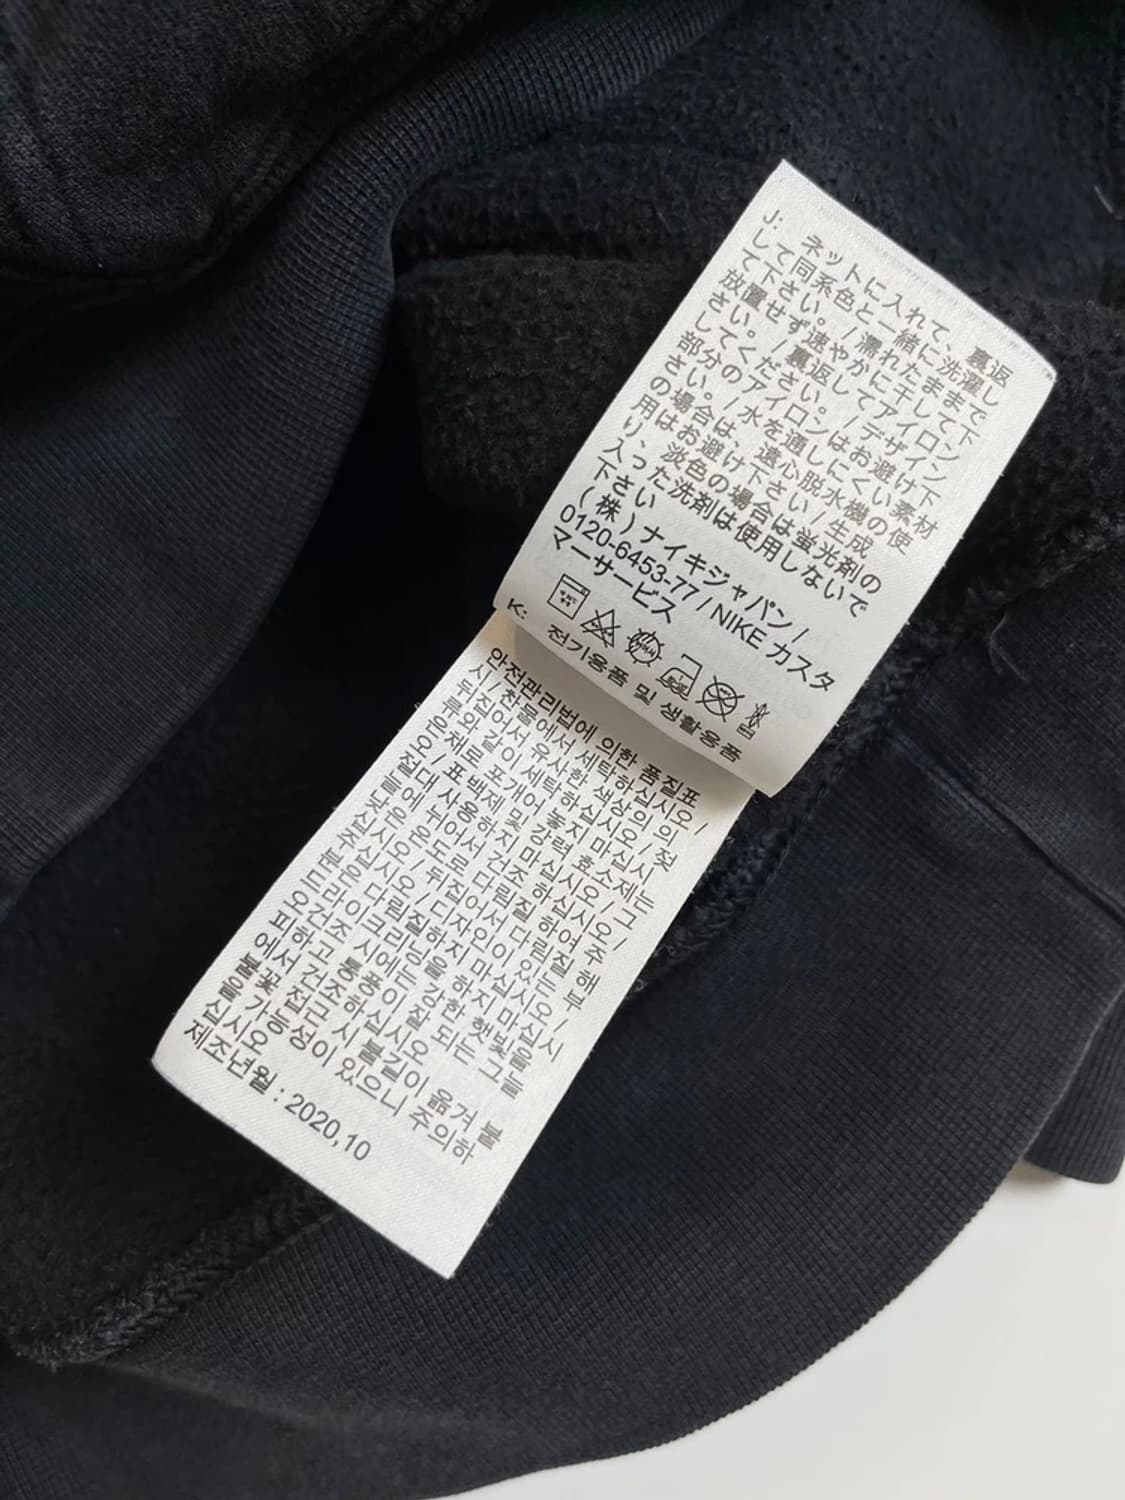 J: ネットに入れて、裏返
して同系色と一緒に洗濯し
て下さい。/濡れたままで
放置せず速やかに干して下
さい。/裏返してアイロン
してください。/デザイン
部分のアイロンはお避け下
さい。/水を通しにくい素材
の場合は、遠心脱水機の使
用はお避け下さい/生成
り、淡色の場合は蛍光剤の
入った洗剤は使用しないで
下さい
(株)ナイキジャパン/
0120-6453-77/NIKE カスタ
マーサービス
K: 전기용품 및 생활용품
안전관리법에 의한 품질표
시/찬물에서 세탁하십시오/
뒤집어서 유사한 색상의 의
류와 같이 세탁하십시오/젖
은채로 포개어 놓지 마십시
오/표백제 및 강력 효소제는
절대 사용하지 마십시오/그
늘에 뉘어서 건조 하십시오/
낮은 온도로 다림질 하여 주
십시오/뒤집어서 다림질 해
주십시오/디자인이 있는 부
분은 다림질하지 마십시오/
드라이크리닝을 하지 마십시
오건조 시에는 강한 햇빛을
피하고 통풍이 잘 되는 그늘
에서 건조하십시오
불꽃 접근 시 불길이 옮겨 붙
을 가능성이 있으니 주의하
십시오
제조년월 : 2020,10